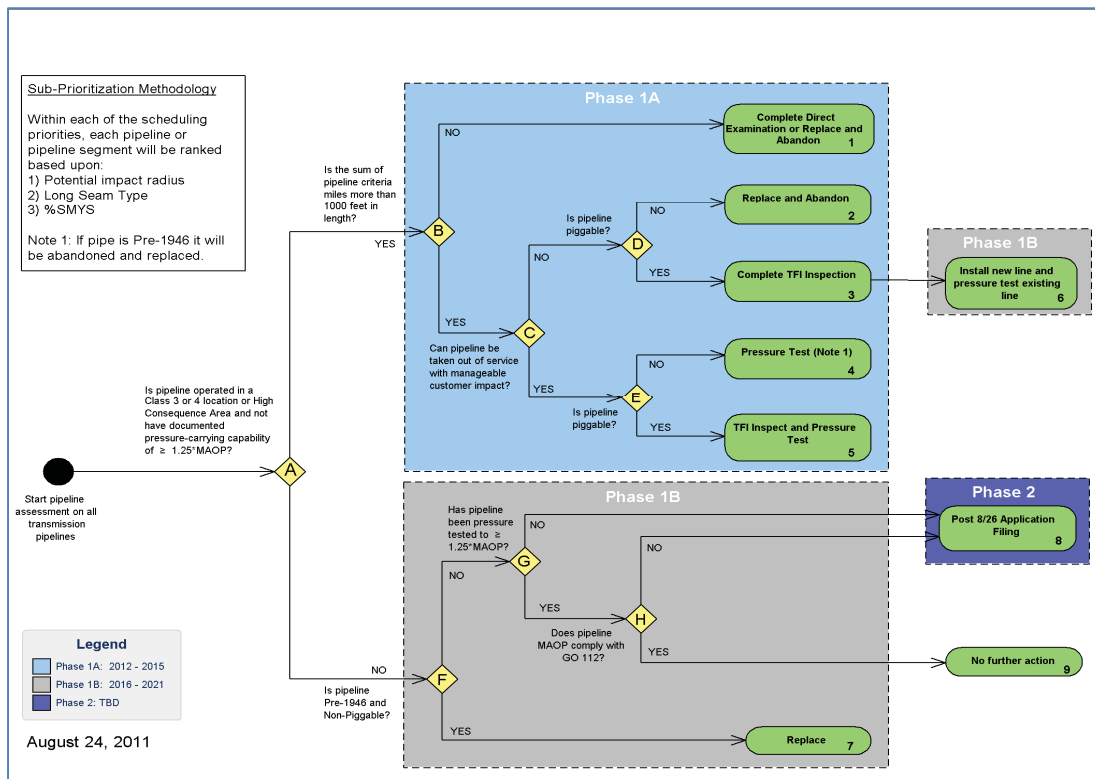 Sub-Prioritization Methodology
Within each of the scheduling
priorities, each pipeline or
pipeline segment will be ranked
based upon:
1) Potential impact radius
2) Long Seam Type
3) %SMYS
Note 1: If pipe is Pre-1946 it will
be abandoned and replaced.
Phase 1A
Complete Direct
Examination or Replace and
Abandon
1
NO
Is the sum of
pipeline criteria
miles more than
1000 feet in
length?
YES
B
Replace and Abandon
2
Is pipeline
piggable?
NO
D
YES
NO
Complete TFI Inspection
3
Phase 1B
Install new line and
pressure test existing
line
6
YES
C
Can pipeline be
taken out of service
with manageable
customer impact?
YES
Pressure Test (Note 1)
4
NO
E
Is pipeline
piggable?
YES
TFI Inspect and Pressure
Test
5
Is pipeline operated in a
Class 3 or 4 location or High
Consequence Area and not
have documented
pressure-carrying capability
of ≥ 1.25*MAOP?
A
Start pipeline
assessment on all
transmission
pipelines
Phase 1B
Has pipeline
been pressure
tested to ≥
1.25*MAOP?
NO
G
NO
YES
Phase 2
Post 8/26 Application
Filing
8
NO
H
Does pipeline
MAOP comply with
GO 112?
YES
No further action
9
NO
F
Is pipeline
Pre-1946 and
Non-Piggable?
YES
Replace
7
Legend
Phase 1A: 2012 - 2015
Phase 1B: 2016 - 2021
Phase 2: TBD
August 24, 2011